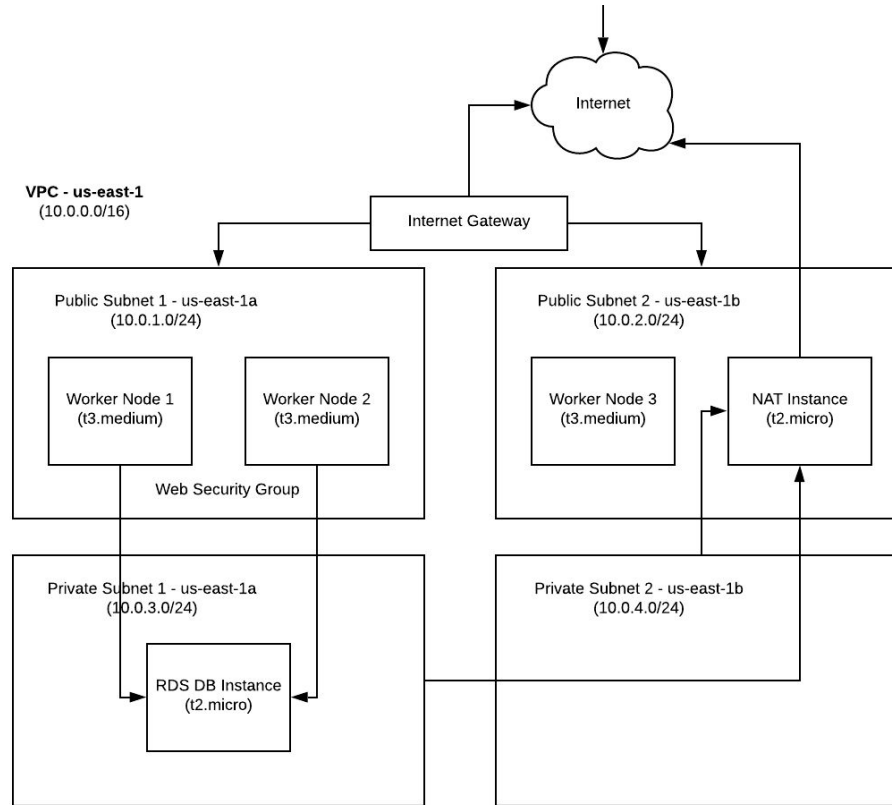 Internet
VPC - us-east-1
(10.0.0.0/16)
Internet Gateway
Public Subnet 1 - us-east-1a
(10.0.1.0/24)
Public Subnet 2 - us-east-1b
(10.0.2.0/24)
Worker Node 1
(t3.medium)
Worker Node 2
(t3.medium)
Worker Node 3
(t3.medium)
NAT Instance
(t2.micro)
Web Security Group
Private Subnet 1 - us-east-1a
(10.0.3.0/24)
Private Subnet 2 - us-east-1b
(10.0.4.0/24)
RDS DB Instance
(t2.micro)